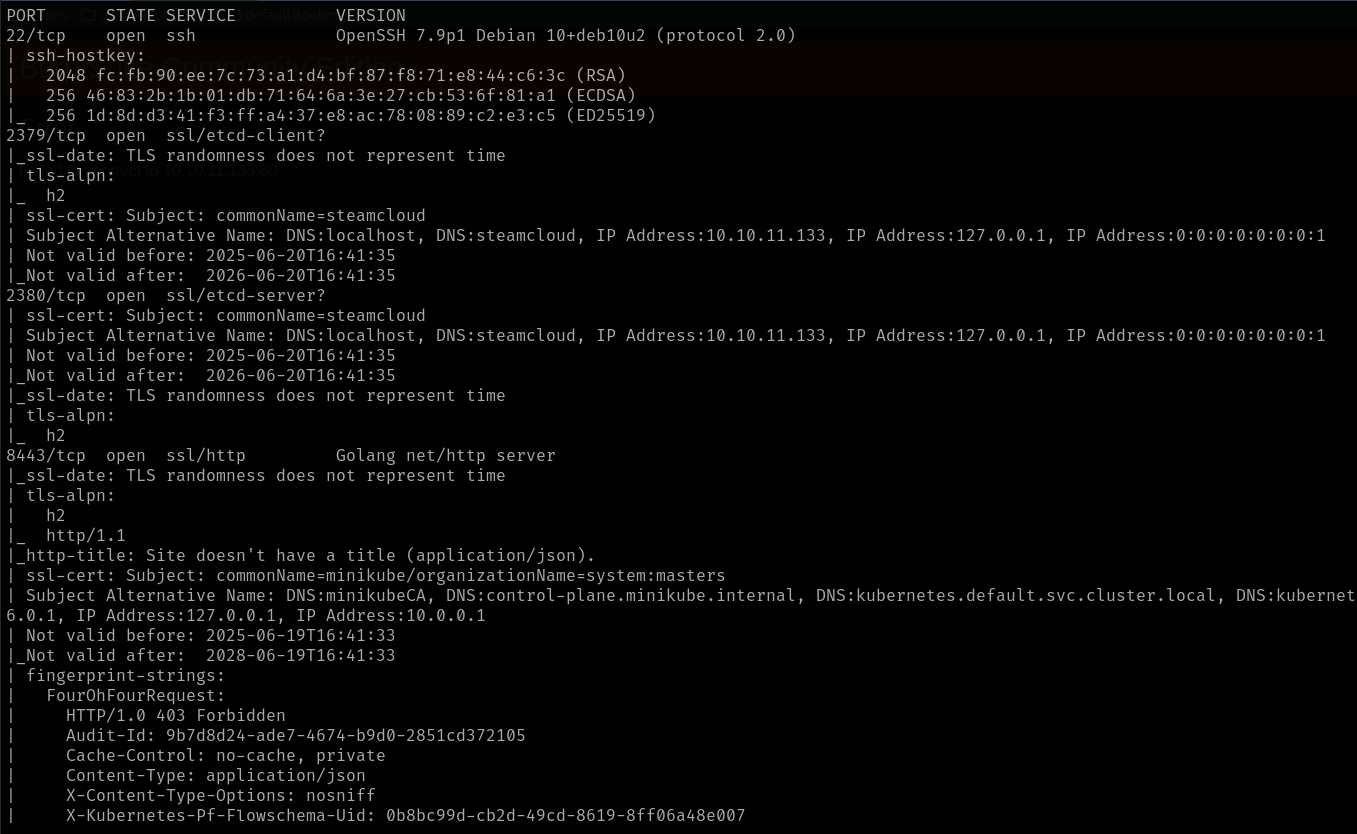 PORT      STATE SERVICE          VERSION
22/tcp    open  ssh              OpenSSH 7.9p1 Debian 10+deb10u2 (protocol 2.0)
| ssh-hostkey:
|   2048 fc:fb:90:ee:7c:73:a1:d4:bf:87:f8:71:e8:44:c6:3c (RSA)
|   256 46:83:2b:1b:01:db:71:64:6a:3e:27:cb:53:6f:81:a1 (ECDSA)
|_  256 1d:8d:d3:41:f3:ff:a4:37:e8:ac:78:08:89:c2:e3:c5 (ED25519)
2379/tcp  open  ssl/etcd-client?
|_ssl-date: TLS randomness does not represent time
| tls-alpn:
|_  h2
| ssl-cert: Subject: commonName=steamcloud
| Subject Alternative Name: DNS:localhost, DNS:steamcloud, IP Address:10.10.11.133, IP Address:127.0.0.1, IP Address:0:0:0:0:0:0:0:1
| Not valid before: 2025-06-20T16:41:35
|_Not valid after:  2026-06-20T16:41:35
2380/tcp  open  ssl/etcd-server?
| ssl-cert: Subject: commonName=steamcloud
| Subject Alternative Name: DNS:localhost, DNS:steamcloud, IP Address:10.10.11.133, IP Address:127.0.0.1, IP Address:0:0:0:0:0:0:0:1
| Not valid before: 2025-06-20T16:41:35
|_Not valid after:  2026-06-20T16:41:35
|_ssl-date: TLS randomness does not represent time
| tls-alpn:
|_  h2
8443/tcp  open  ssl/http         Golang net/http server
|_ssl-date: TLS randomness does not represent time
| tls-alpn:
|   h2
|_  http/1.1
|_http-title: Site doesn't have a title (application/json).
| ssl-cert: Subject: commonName=minikube/organizationName=system:masters
| Subject Alternative Name: DNS:minikubeCA, DNS:control-plane.minikube.internal, DNS:kubernetes.default.svc.cluster.local, DNS:kubernet
6.0.1, IP Address:127.0.0.1, IP Address:10.0.0.1
| Not valid before: 2025-06-19T16:41:33
|_Not valid after:  2028-06-19T16:41:33
| fingerprint-strings:
|   FourOhFourRequest:
|     HTTP/1.0 403 Forbidden
|     Audit-Id: 9b7d8d24-ade7-4674-b9d0-2851cd372105
|     Cache-Control: no-cache, private
|     Content-Type: application/json
|     X-Content-Type-Options: nosniff
|     X-Kubernetes-Pf-Flowschema-Uid: 0b8bc99d-cb2d-49cd-8619-8ff06a48e007